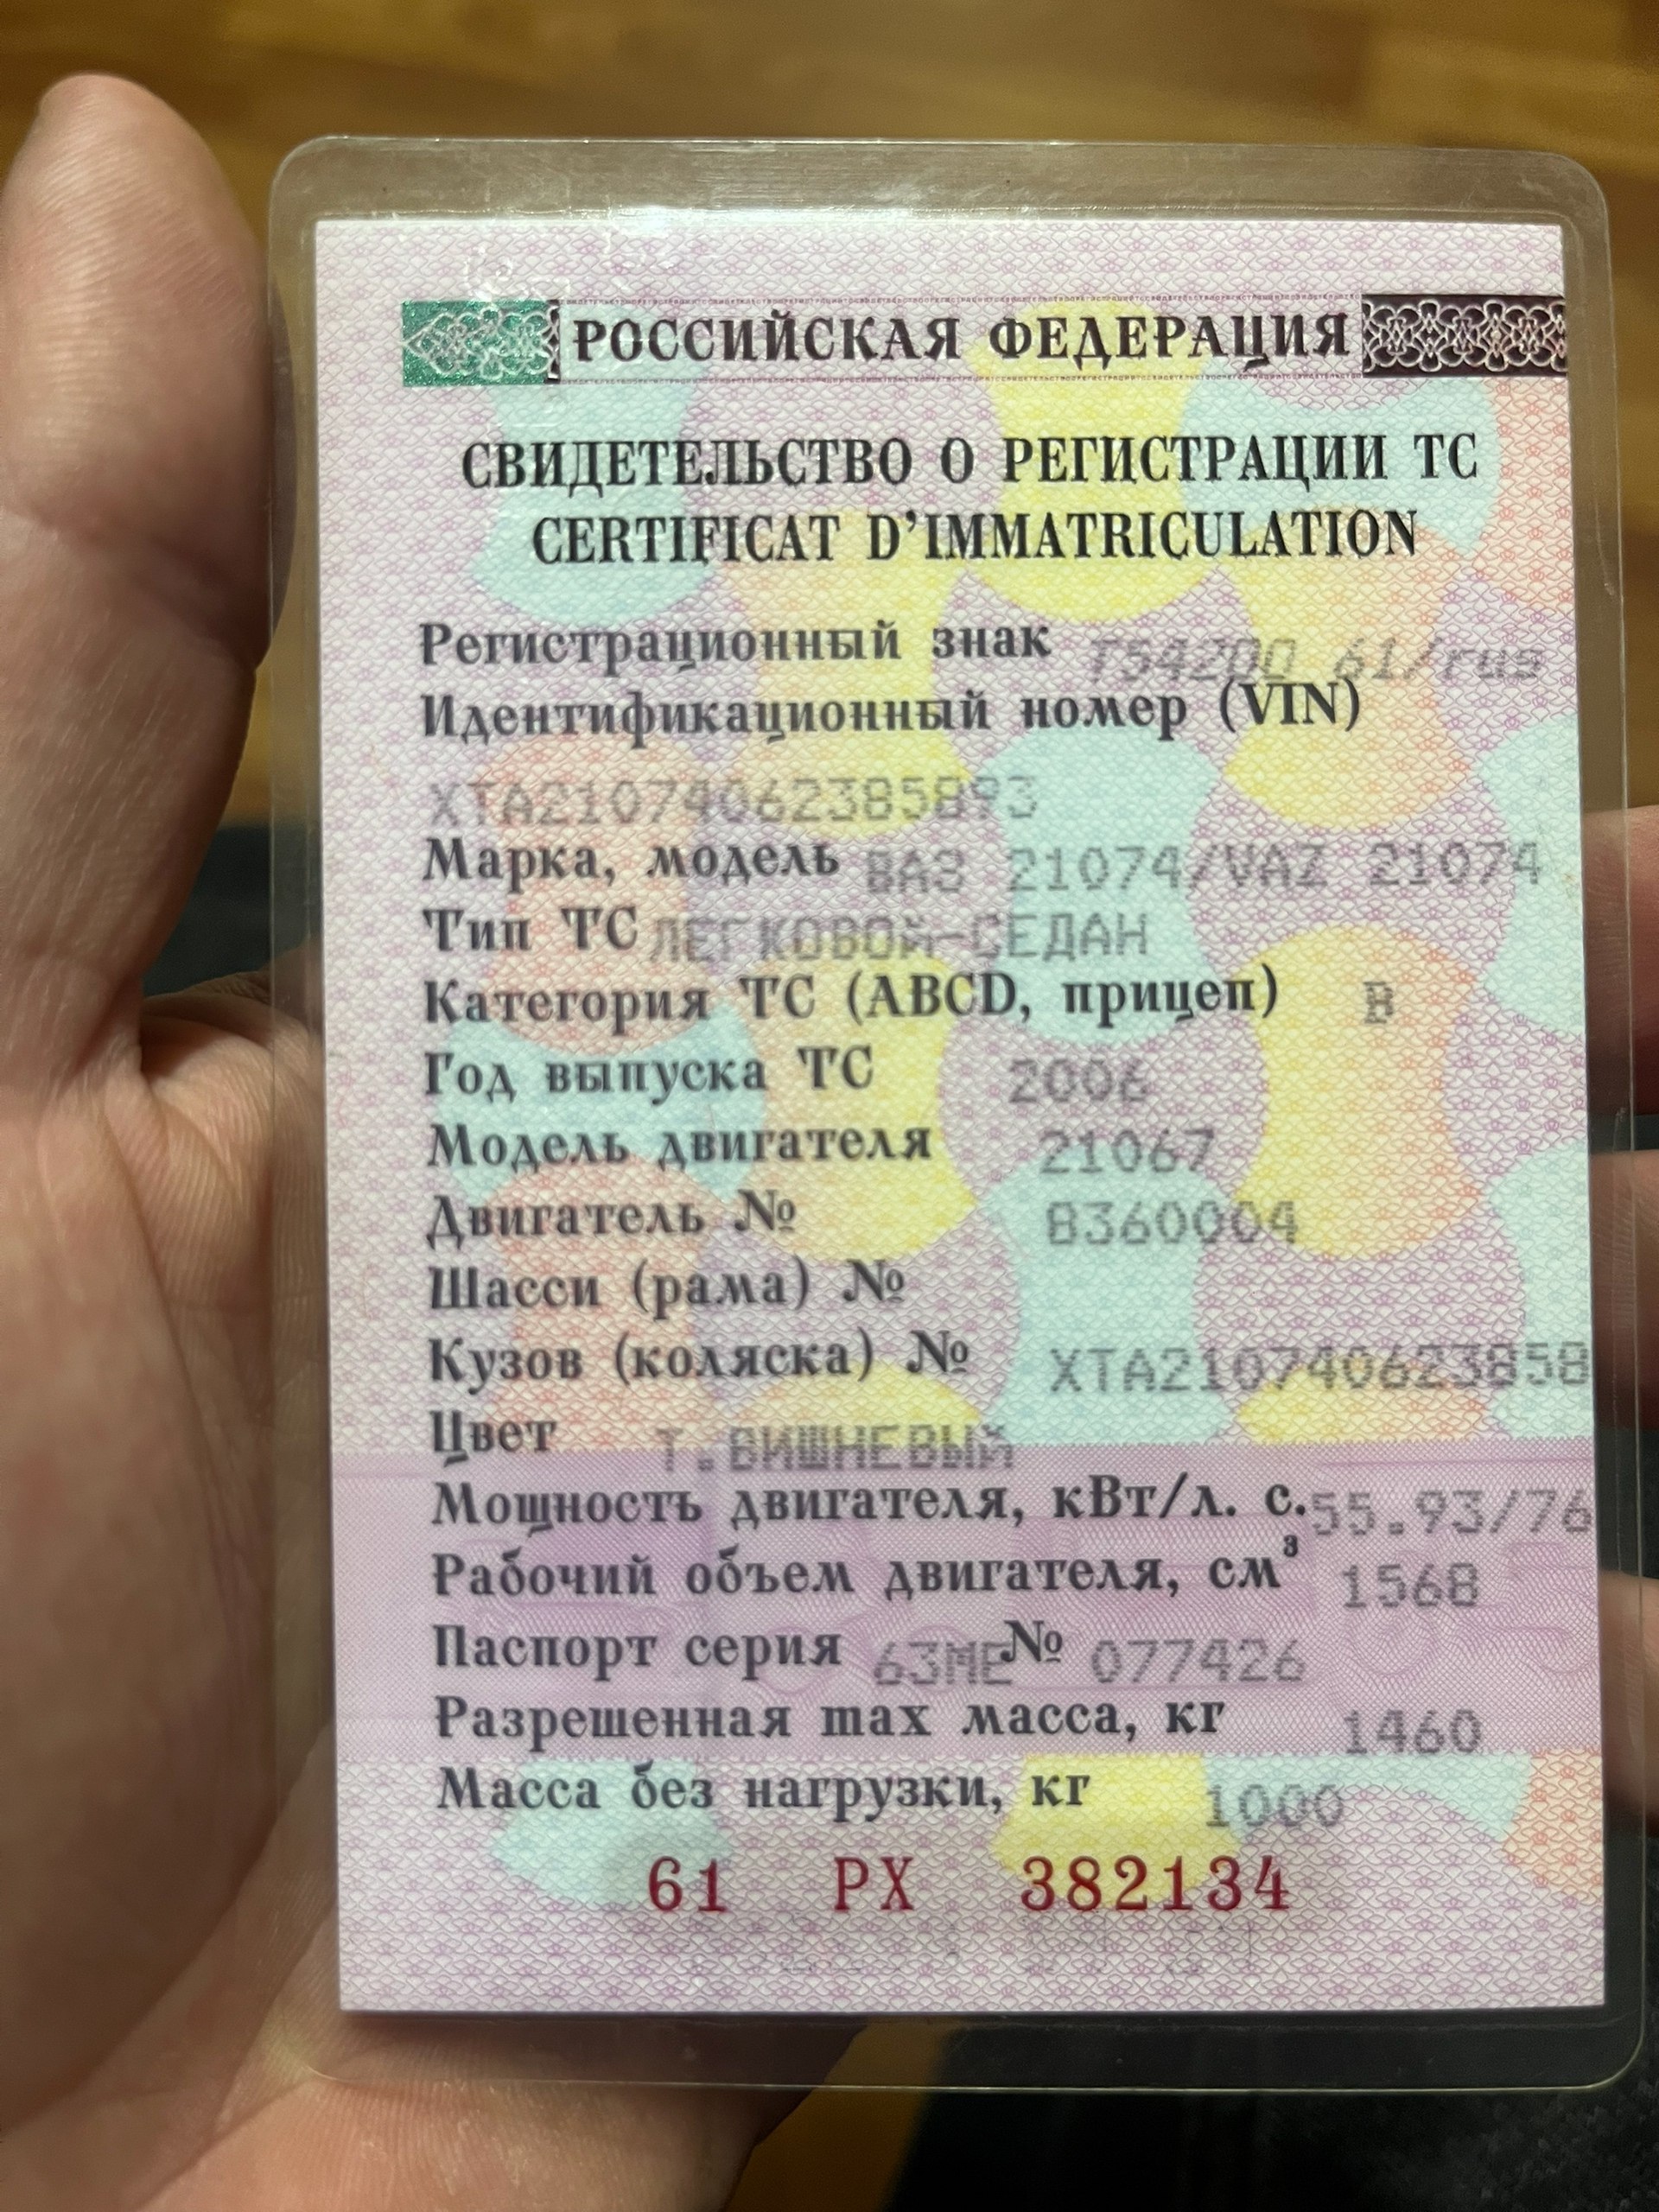 РОССИЙСКАЯ ФЕДЕРАЦИЯ
СВИДЕТЕЛЬСТВО О РЕГИСТРАЦИИ ТС
CERTIFICAT D'IMMATRICULATION
Регистрационный знак 61/rus
Идентификационный номер (VIN)
XTA21074062385893
Марка, модель ВАЗ 21074/VAZ 21074
Тип ТС ЛЕГКОВОЙ-СЕДАН
Категория ТС (ABCD, прицеп) B
Год выпуска ТС 2006
Модель двигателя 21067
Двигатель № 8360004
Шасси (рама) №
Кузов (коляска) № XTA210740623858
Цвет Т.ВИШНЕВЫЙ
Мощность двигателя, кВт/л. с. 55.93/76
Рабочий объем двигателя, см³ 1568
Паспорт серия 63МЕ № 077426
Разрешенная max масса, кг 1460
Масса без нагрузки, кг 1000
61 РХ 382134